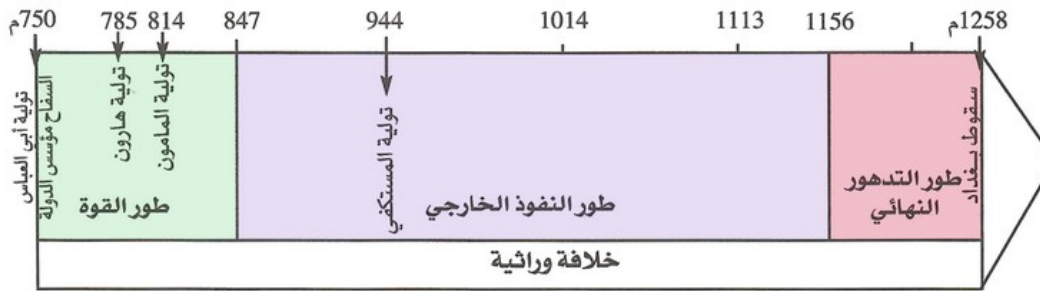 750م
785
814
847
944
1014
1113
1156
1258م
تولية أبي العباس
السفاح مؤسس الدولة
تولية هارون
تولية المامون
تولية المستكفي
سقوط بغداد
طور القوة
طور النفوذ الخارجي
طور التدهور
النهائي
خلافة وراثية